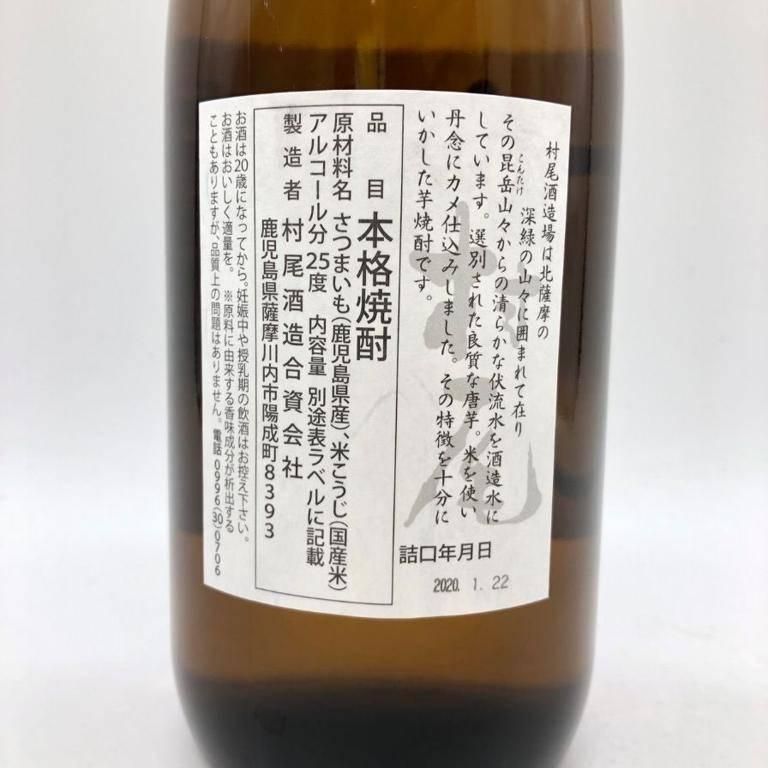 村尾酒造場は北薩摩の
深緑の山々に囲まれて在り
その昆岳山々からの清らかな伏流水を酒造水に
こんたけ
しています。選別された良質な唐芋。米を使い
丹念にカメ仕込みしました。その特徴を十分に
いかした芋焼酎です。
村尾
詰口年月日
2020. 1. 22
品目 本格焼酎
原材料名 さつまいも(鹿児島県産)、米こうじ(国産米)
アルコール分25度 内容量 別途表ラベルに記載
製造者 村尾酒造合資会社
鹿児島県薩摩川内市陽成町8393
お酒は20歳になってから。妊娠中や授乳期の飲酒はお控え下さい。
お酒はおいしく適量を。 ※原料に由来する香味成分が析出する
こともありますが、品質上の問題はありません。電話0996(30)0706